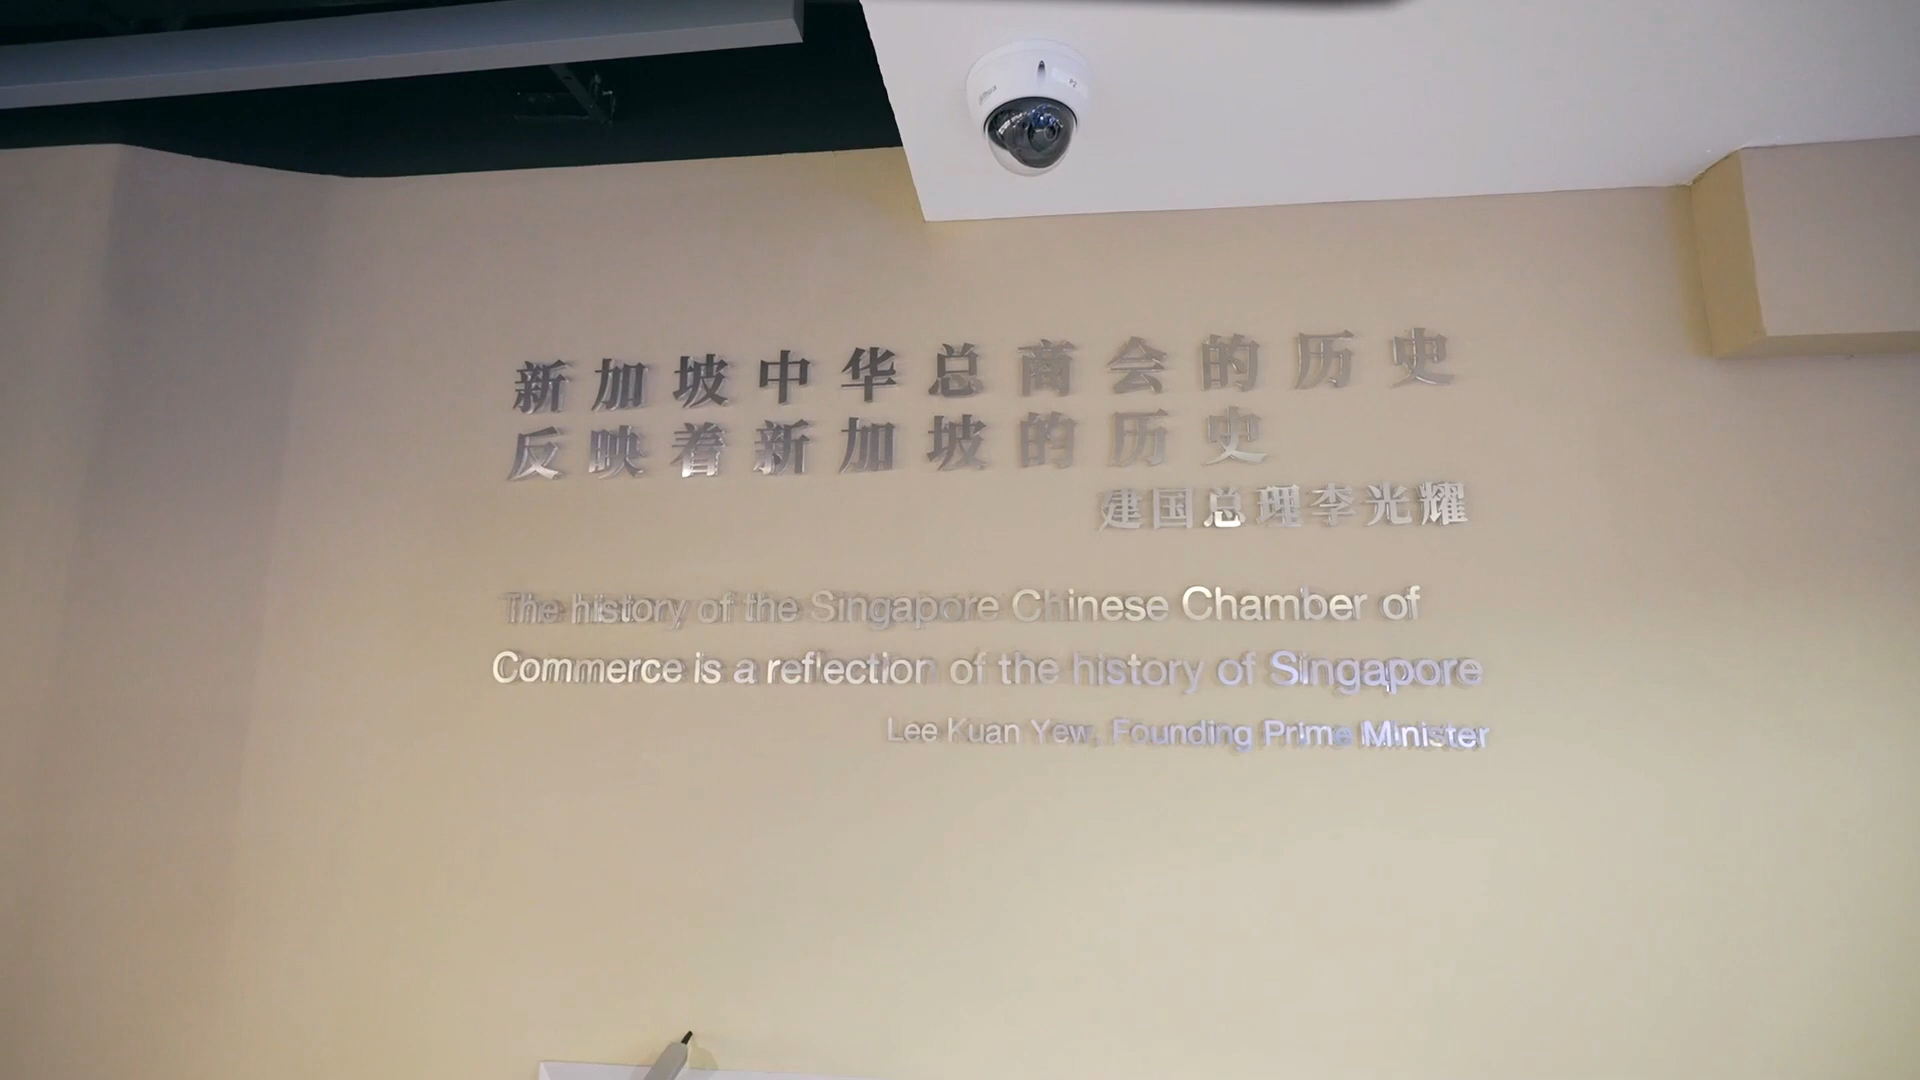 新加坡中华总商会的历史
反映着新加坡的历史
建国总理李光耀
The history of the Singapore Chinese Chamber of
Commerce is a reflection of the history of Singapore
Lee Kuan Yew, Founding Prime Minister